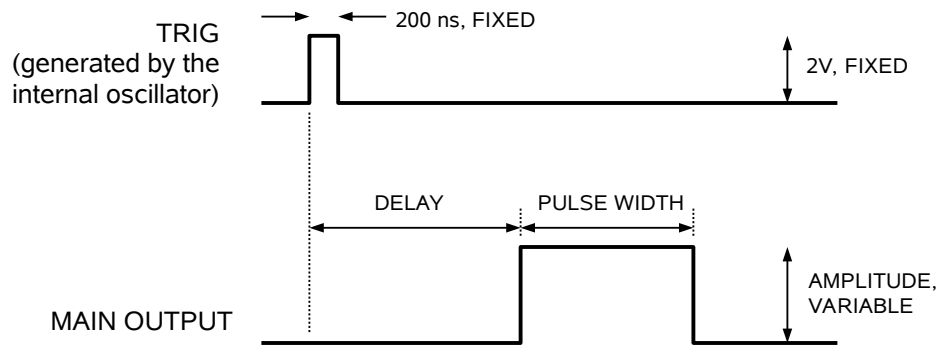 200 ns, FIXED
TRIG
(generated by the
internal oscillator)
2V, FIXED
DELAY
PULSE WIDTH
AMPLITUDE,
VARIABLE
MAIN OUTPUT